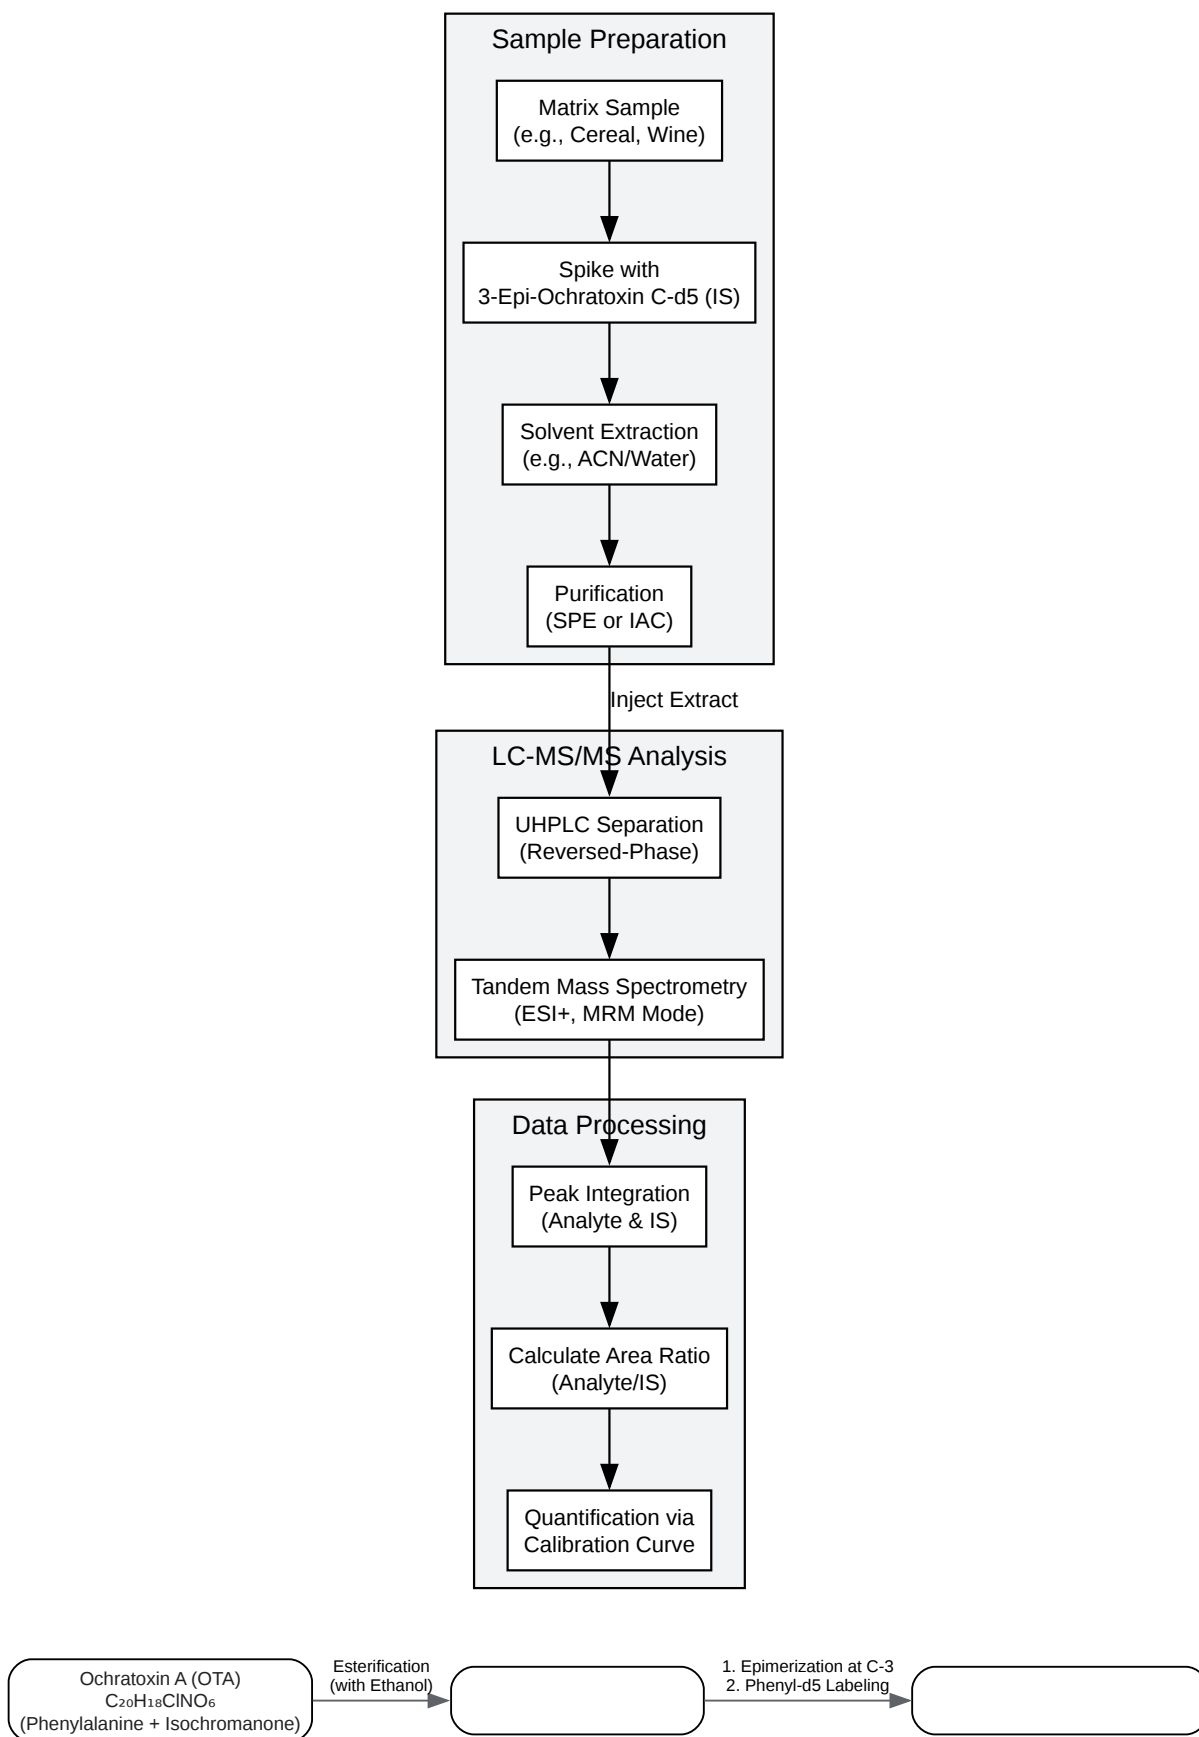 Sample Preparation
Matrix Sample
(e.g., Cereal, Wine)
Spike with
3-Epi-Ochratoxin C-d5 (IS)
Solvent Extraction
(e.g., ACN/Water)
Purification
(SPE or IAC)
Inject Extract
LC-MS/MS Analysis
UHPLC Separation
(Reversed-Phase)
Tandem Mass Spectrometry
(ESI+, MRM Mode)
Data Processing
Peak Integration
(Analyte & IS)
Calculate Area Ratio
(Analyte/IS)
Quantification via
Calibration Curve
Ochratoxin A (OTA)
C₂₀H₁₈ClNO₆
(Phenylalanine + Isochromanone)
Esterification
(with Ethanol)
1. Epimerization at C-3
2. Phenyl-d5 Labeling